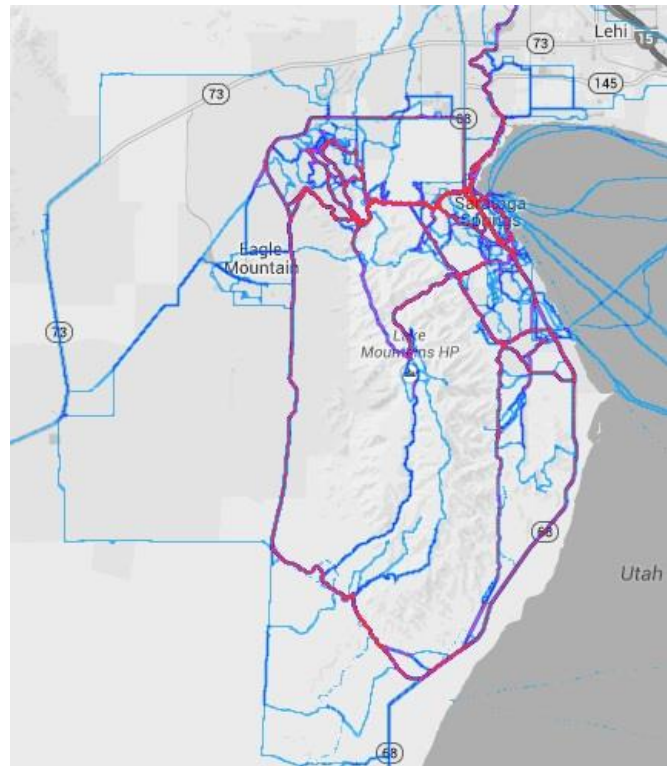 Lehi
73
15
145
73
68
Saratoga
Springs
Eagle
Mountain
73
Lake
Mountains HP
68
Utah
68